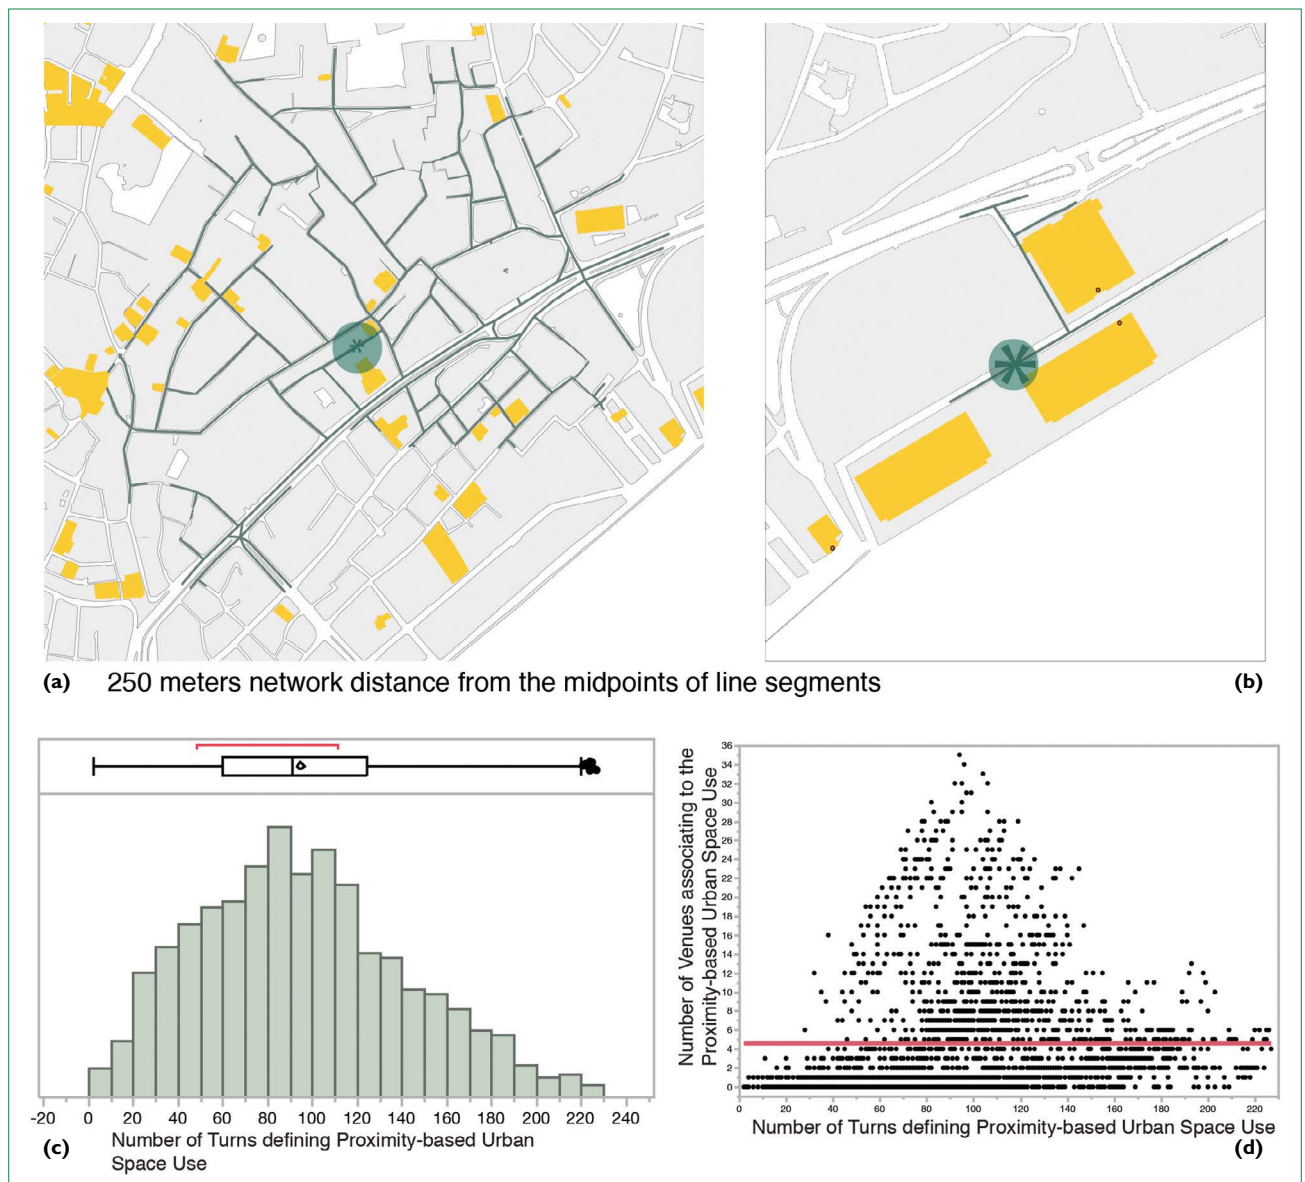 (a) 250 meters network distance from the midpoints of line segments (b)
-20 0 20 40 60 80 100 120 140 160 180 200 220 240
Number of Turns defining Proximity-based Urban
Space Use
(c)
Number of Venues associating to the
Proximity-based Urban Space Use
36
34
32
30
28
26
24
22
20
18
16
14
12
10
8
6
4
2
0
0 20 40 60 80 100 120 140 160 180 200 220
Number of Turns defining Proximity-based Urban Space Use
(d)